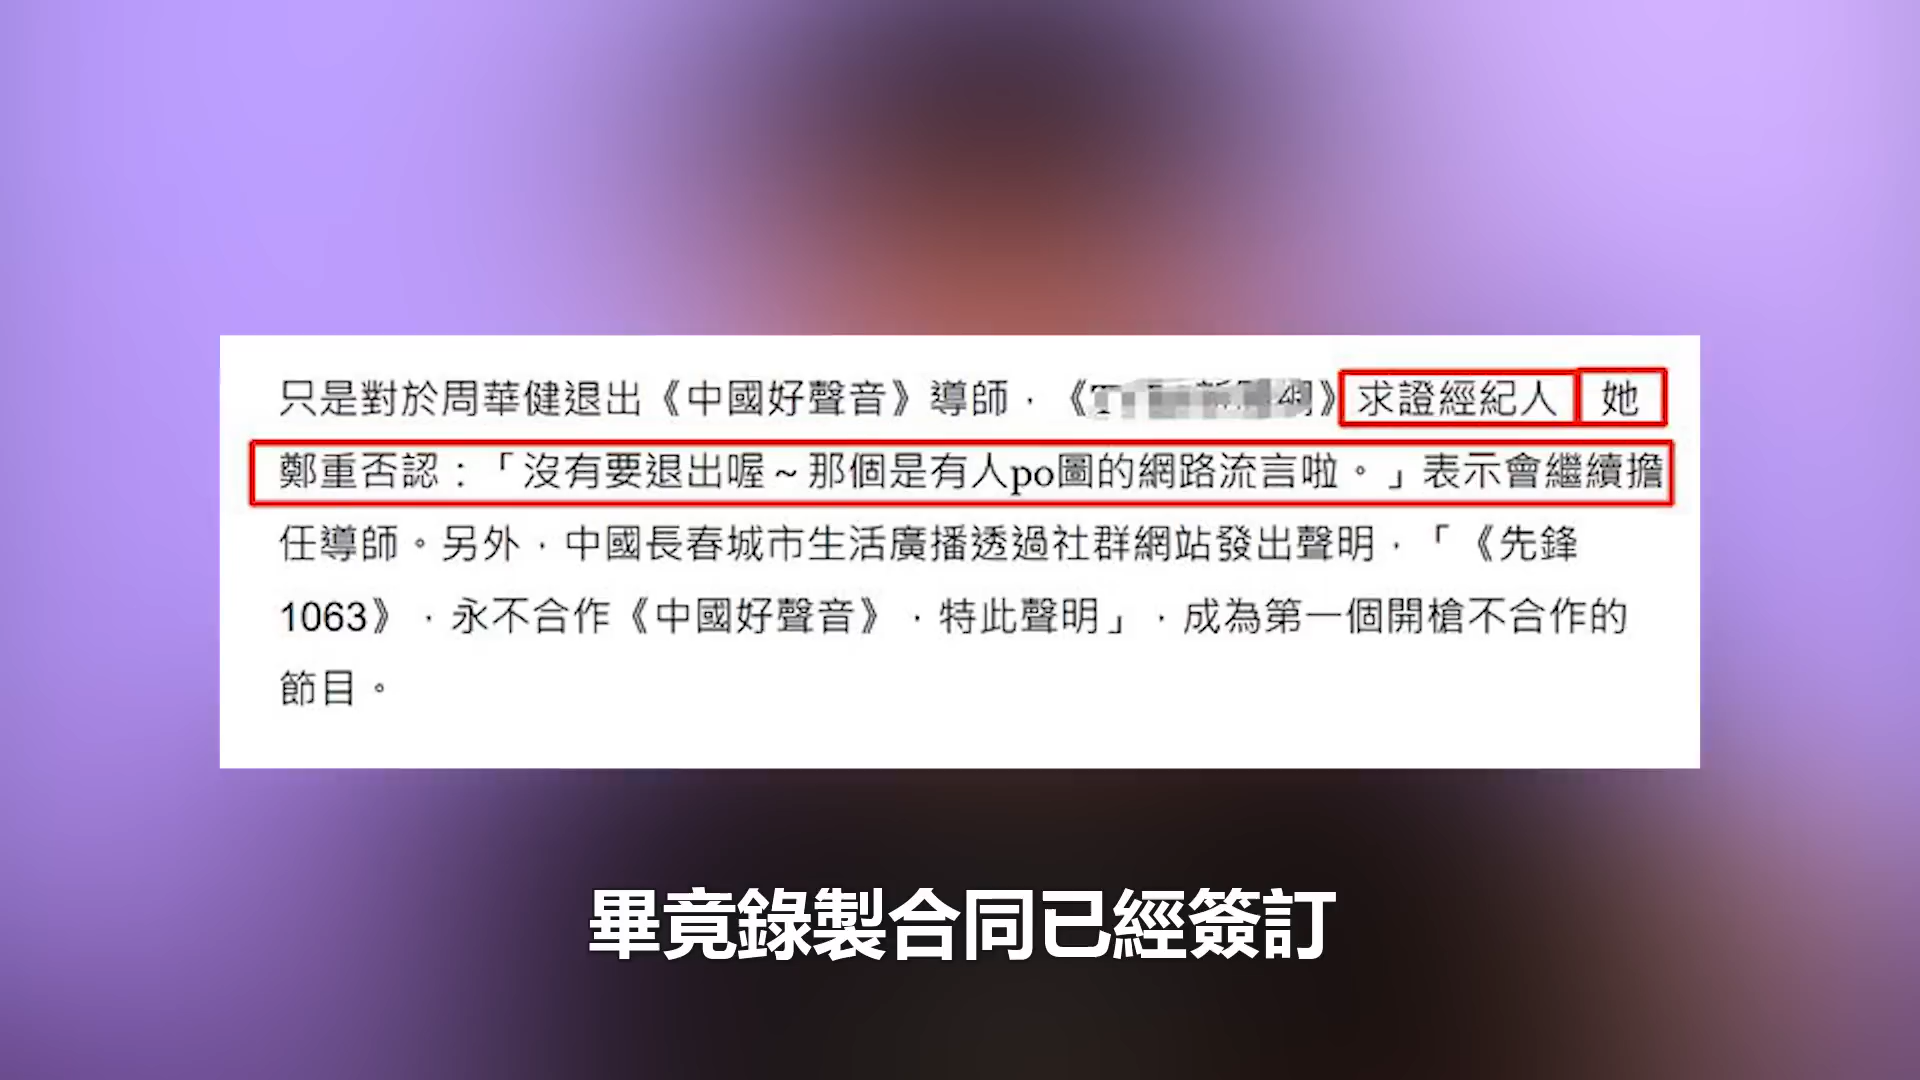 只是對於周華健退出《中國好聲音》導師，《T 新聞網》求證經紀人 她
鄭重否認：「沒有要退出喔～那個是有人po圖的網路流言啦。」表示會繼續擔
任導師。另外，中國長春城市生活廣播透過社群網站發出聲明，「《先鋒
1063》，永不合作《中國好聲音》，特此聲明」，成為第一個開槍不合作的
節目。
畢竟錄製合同已經簽訂